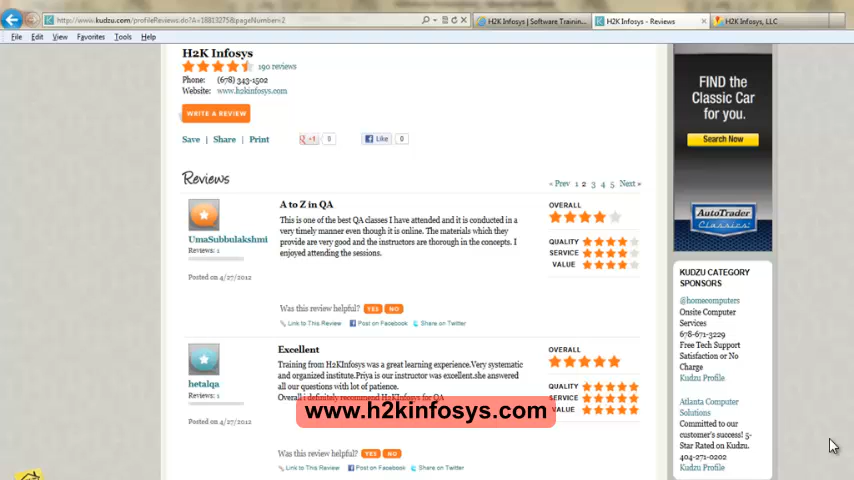 http://www.kudzu.com/profileReviews.do?A=18813275&pageNumber=2
H2K Infosys | Software Trainin...
H2K Infosys - Reviews
H2K Infosys, LLC
File Edit View Favorites Tools Help
H2K Infosys
190 reviews
Phone: (678) 343-1502
Website: www.h2kinfosys.com
WRITE A REVIEW
Save | Share | Print
+1 0
Like 0
Reviews
« Prev 1 2 3 4 5 Next »
A to Z in QA
This is one of the best QA classes I have attended and it is conducted in a
very timely manner even though it is online. The materials which they
provide are very good and the instructors are thorough in the concepts. I
enjoyed attending the sessions.
UmaSubbulakshmi
Reviews: 1
Posted on 4/27/2012
OVERALL
QUALITY
SERVICE
VALUE
Was this review helpful? YES NO
Link to This Review Post on Facebook Share on Twitter
Excellent
Training from H2KInfosys was a great learning experience.Very systematic
and organized institute.Priya is our instructor was excellent.she answered
all our questions with lot of patience.
Overall i definitely recommend H2KInfosys for QA
hetalqa
Reviews: 1
Posted on 4/27/2012
OVERALL
QUALITY
SERVICE
VALUE
www.h2kinfosys.com
Was this review helpful? YES NO
Link to This Review Post on Facebook Share on Twitter
FIND the
Classic Car
for you.
Search Now
AutoTrader
Classics
KUDZU CATEGORY
SPONSORS
@homecomputers
Onsite Computer
Services
678-671-3229
Free Tech Support
Satisfaction or No
Charge
Kudzu Profile
Atlanta Computer
Solutions
Committed to our
customer's success! 5-
Star Rated on Kudzu.
404-271-0202
Kudzu Profile